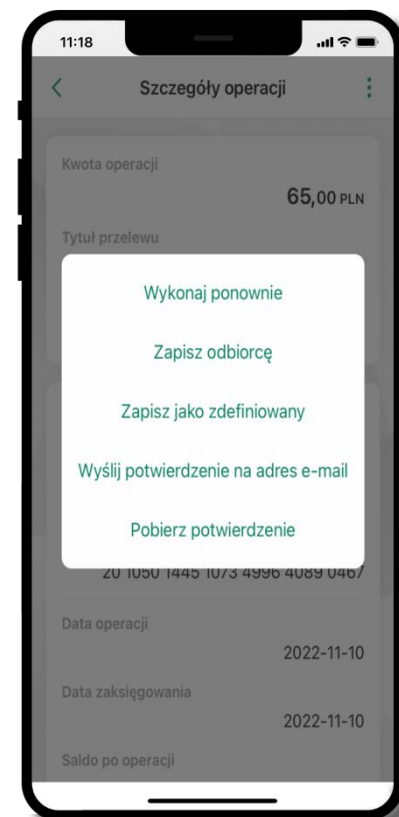 11:18
Szczegóły operacji
Kwota operacji
65,00 PLN
Tytuł przelewu
Wykonaj ponownie
Zapisz odbiorcę
Zapisz jako zdefiniowany
Wyślij potwierdzenie na adres e-mail
Pobierz potwierdzenie
20 1050 1445 1073 4996 4089 0467
Data operacji
2022-11-10
Data zaksięgowania
2022-11-10
Saldo po operacji